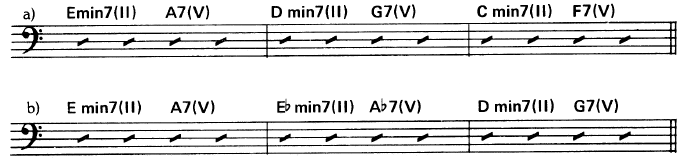 a) Emin7(II) A7(V) D min7(II) G7(V) C min7(II) F7(V)
b) E min7(II) A7(V) E♭ min7(II) A♭7(V) D min7(II) G7(V)